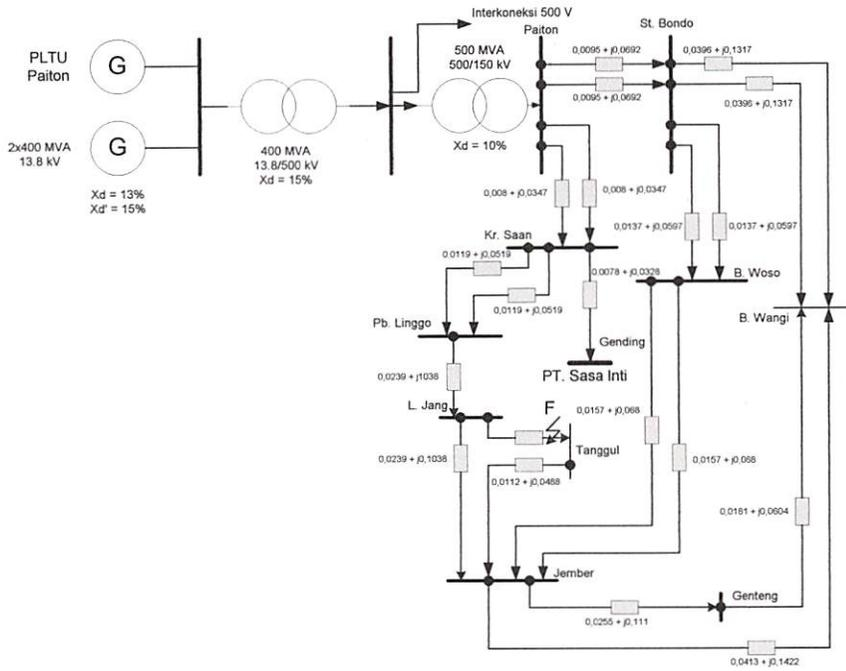 Interkoneksi 500 V
Paiton
St. Bondo
PLTU
Paiton
G
500 MVA
500/150 kV
0,0095 + j0,0692
0,0396 + j0,1317
0,0095 + j0,0692
0,0396 + j0,1317
2x400 MVA
13.8 kV
G
400 MVA
13.8/500 kV
Xd = 15%
Xd = 10%
Xd = 13%
Xd' = 15%
0,008 + j0,0347
0,008 + j0,0347
0,0137 + j0,0597
0,0137 + j0,0597
Kr. Saan
0,0119 + j0,0519
0,0078 + j0,0328
B. Woso
0,0119 + j0,0519
B. Wangi
Pb. Linggo
Gending
PT. Sasa Inti
0,0239 + j1038
L. Jang
F
0,0157 + j0,068
Tanggul
0,0239 + j0,1038
0,0157 + j0,068
0,0112 + j0,0488
0,0181 + j0,0604
Jember
Genteng
0,0255 + j0,111
0,0413 + j0,1422